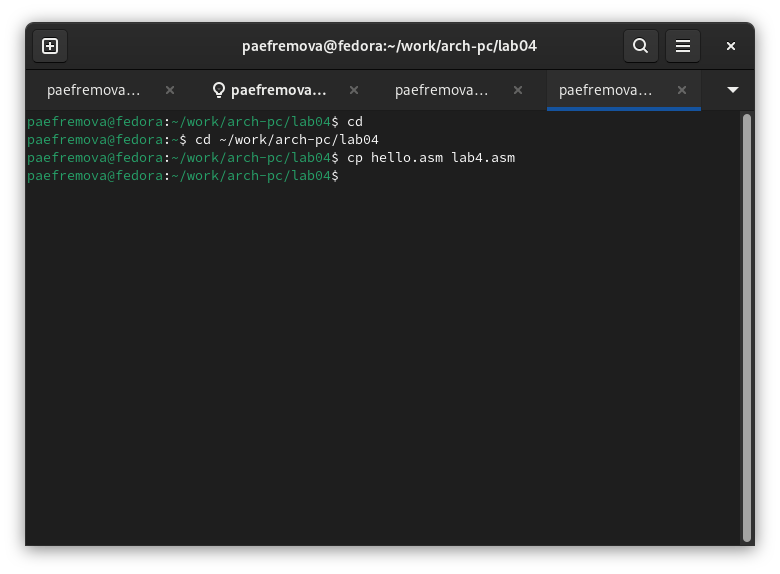 paefremova@fedora:~/work/arch-pc/lab04
paefremova… paefremova… paefremova… paefremova…
paefremova@fedora:~/work/arch-pc/lab04$ cd
paefremova@fedora:~$ cd ~/work/arch-pc/lab04
paefremova@fedora:~/work/arch-pc/lab04$ cp hello.asm lab4.asm
paefremova@fedora:~/work/arch-pc/lab04$